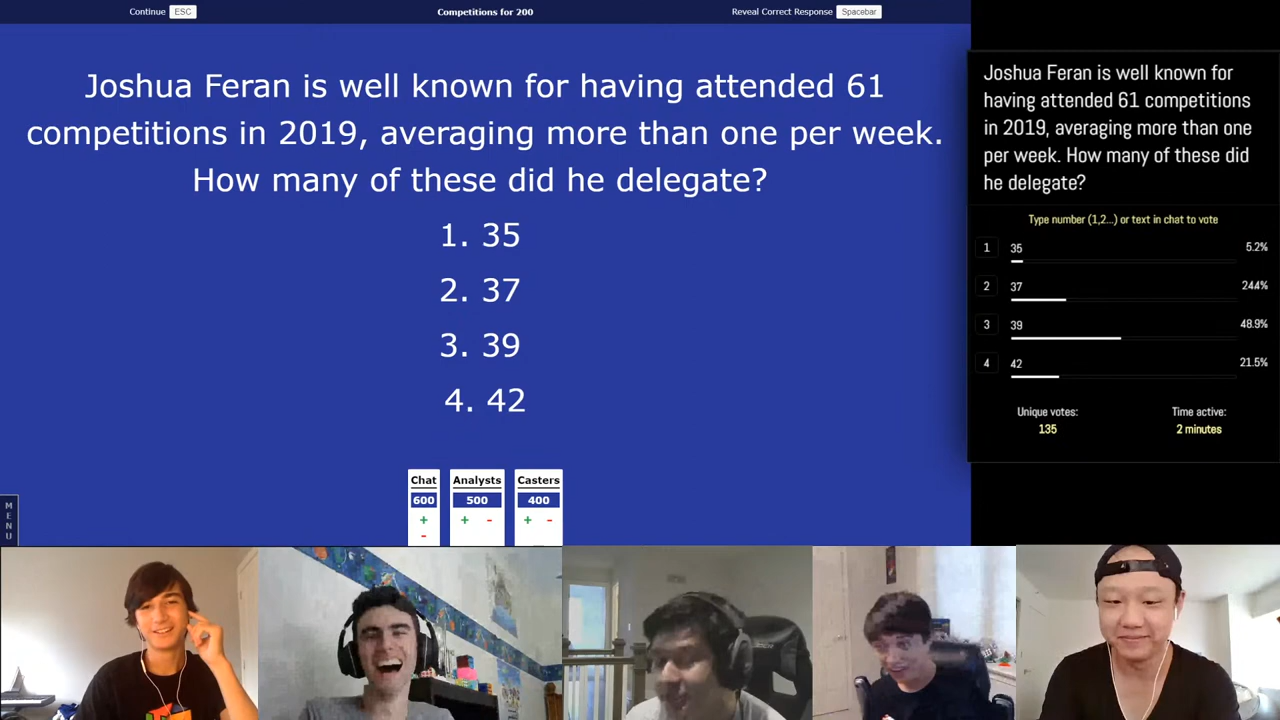 Continue ESC
Competitions for 200
Reveal Correct Response Spacebar
Joshua Feran is well known for having attended 61
competitions in 2019, averaging more than one per week.
How many of these did he delegate?
1. 35
2. 37
3. 39
4. 42
Chat
600
+
-
Analysts
500
+ -
Casters
400
+ -
MENU
Joshua Feran is well known for
having attended 61 competitions
in 2019, averaging more than one
per week. How many of these did
he delegate?
Type number (1,2...) or text in chat to vote
1 35 5.2%
2 37 24.4%
3 39 48.9%
4 42 21.5%
Unique votes: Time active:
135 2 minutes